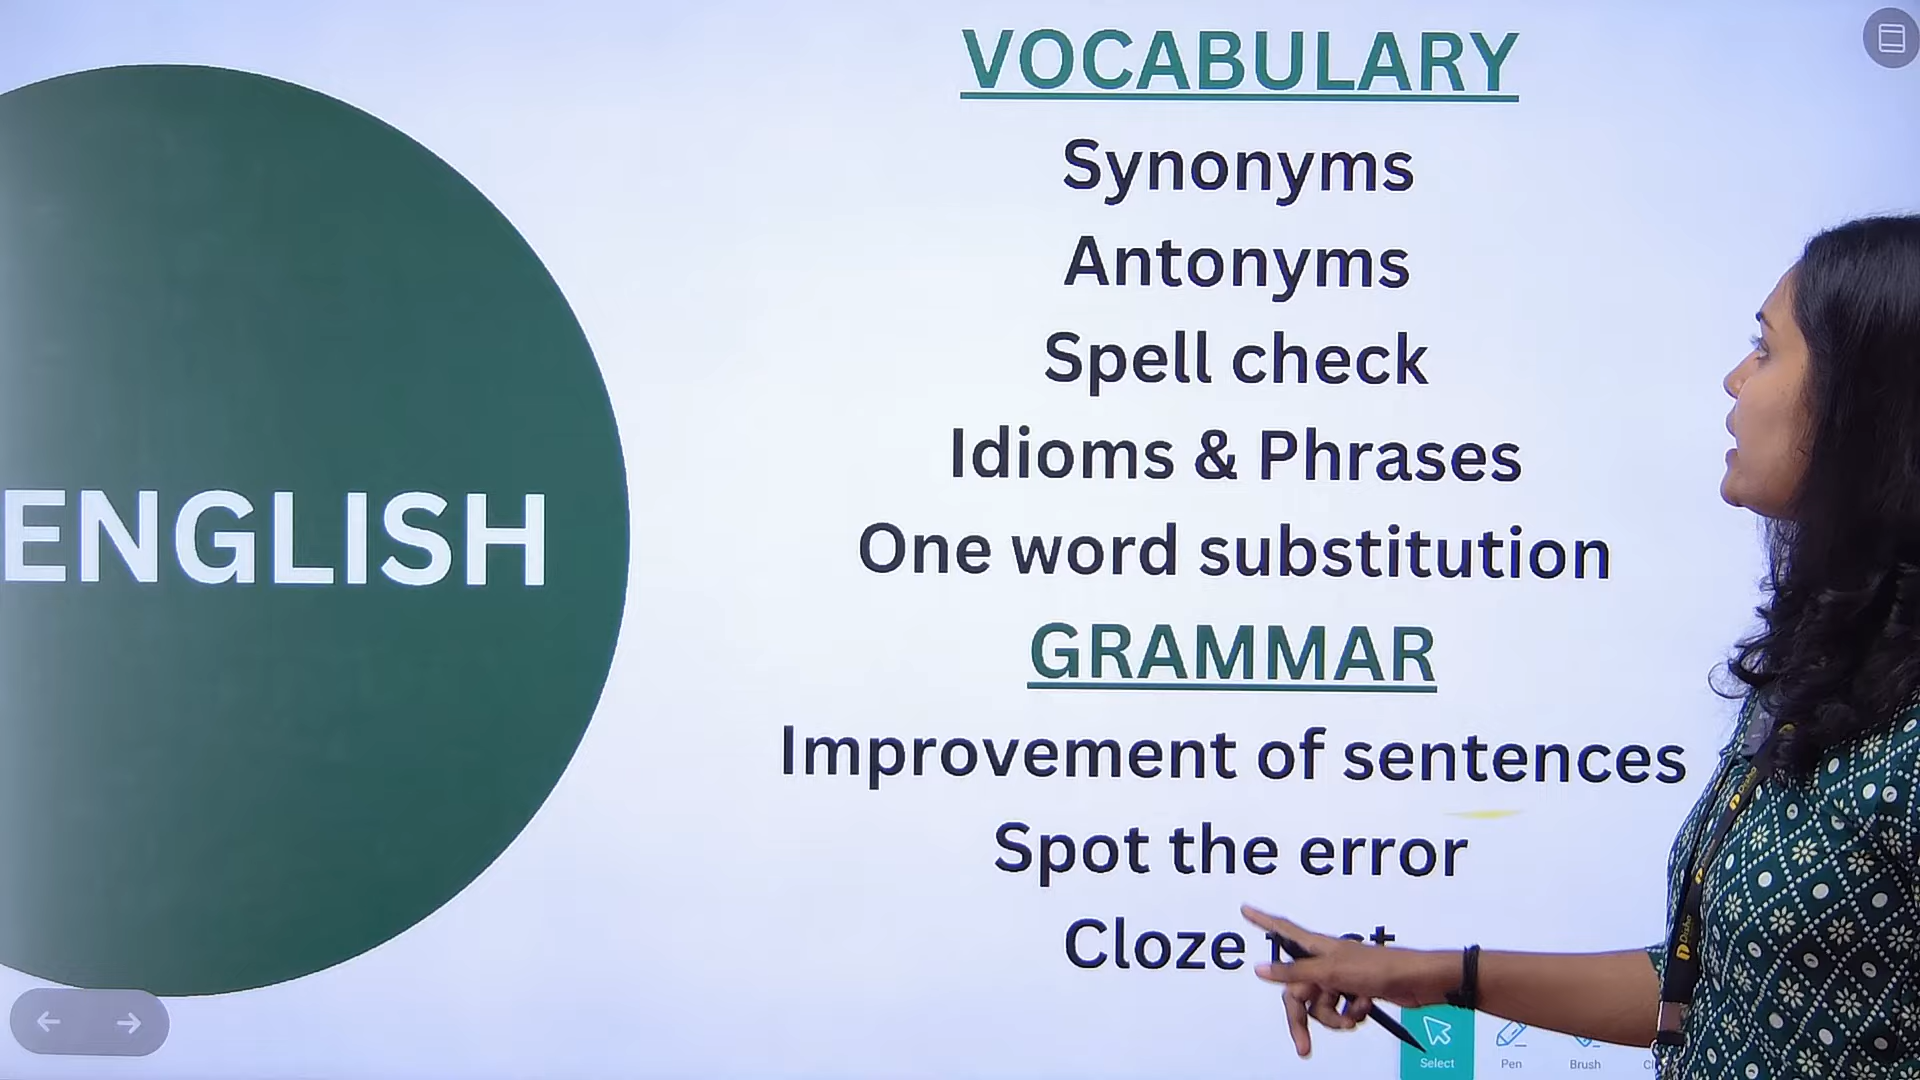 VOCABULARY
Synonyms
Antonyms
Spell check
Idioms & Phrases
One word substitution
ENGLISH
GRAMMAR
Improvement of sentences
Spot the error
Cloze
Select
Pen
Brush